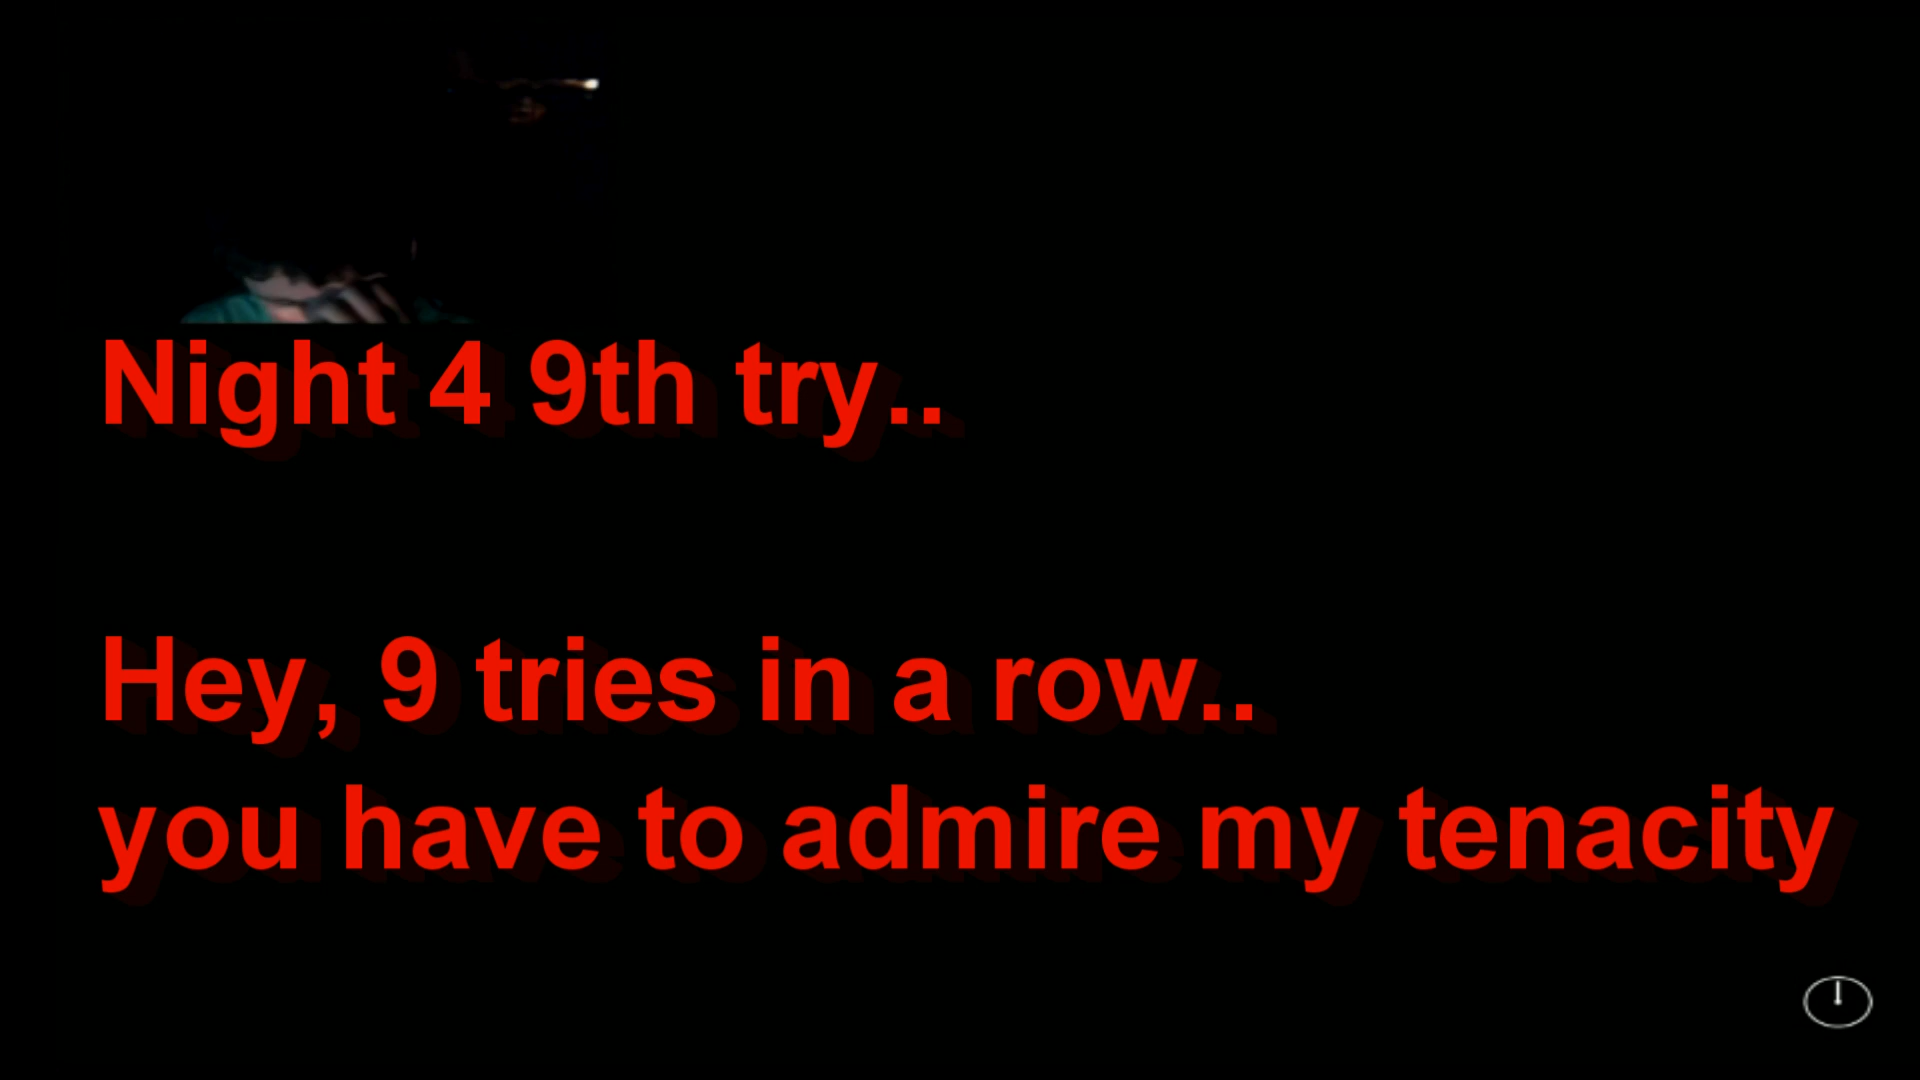 Night 4 9th try..
Hey, 9 tries in a row..
you have to admire my tenacity